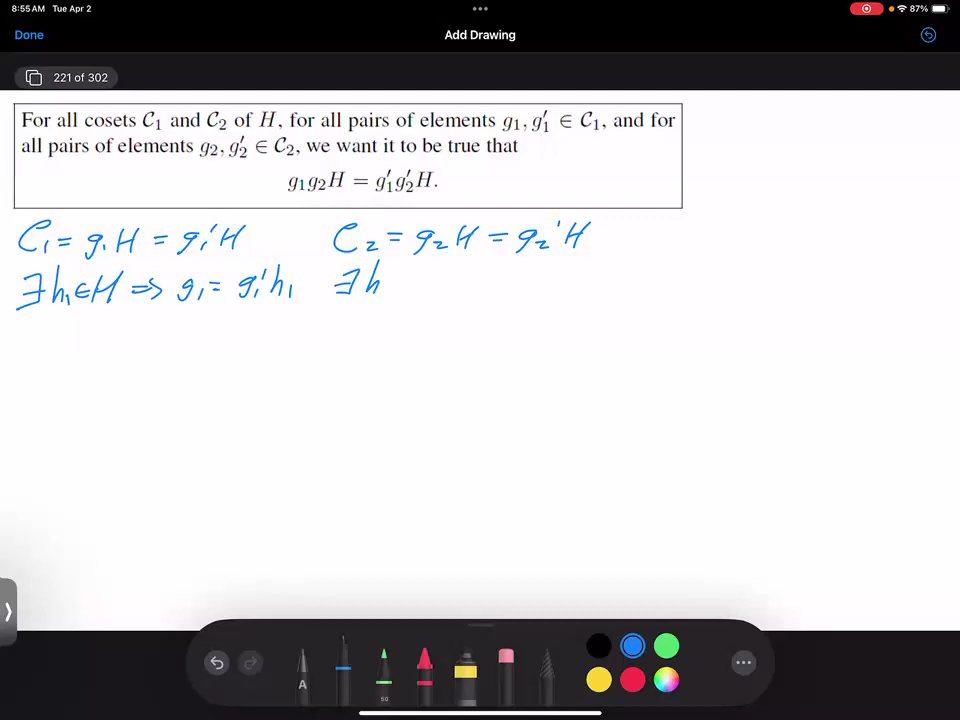 8:55 AM Tue Apr 2
87%
Done
Add Drawing
221 of 302
For all cosets C₁ and C₂ of H, for all pairs of elements g₁, g₁′ ∈ C₁, and for
all pairs of elements g₂, g₂′ ∈ C₂, we want it to be true that
g₁g₂H = g₁′g₂′H.
C₁ = g₁H = g₁′H C₂ = g₂H = g₂′H
∃ h₁ ∈ H ⇒ g₁ = g₁′h₁ ∃ h
A
50